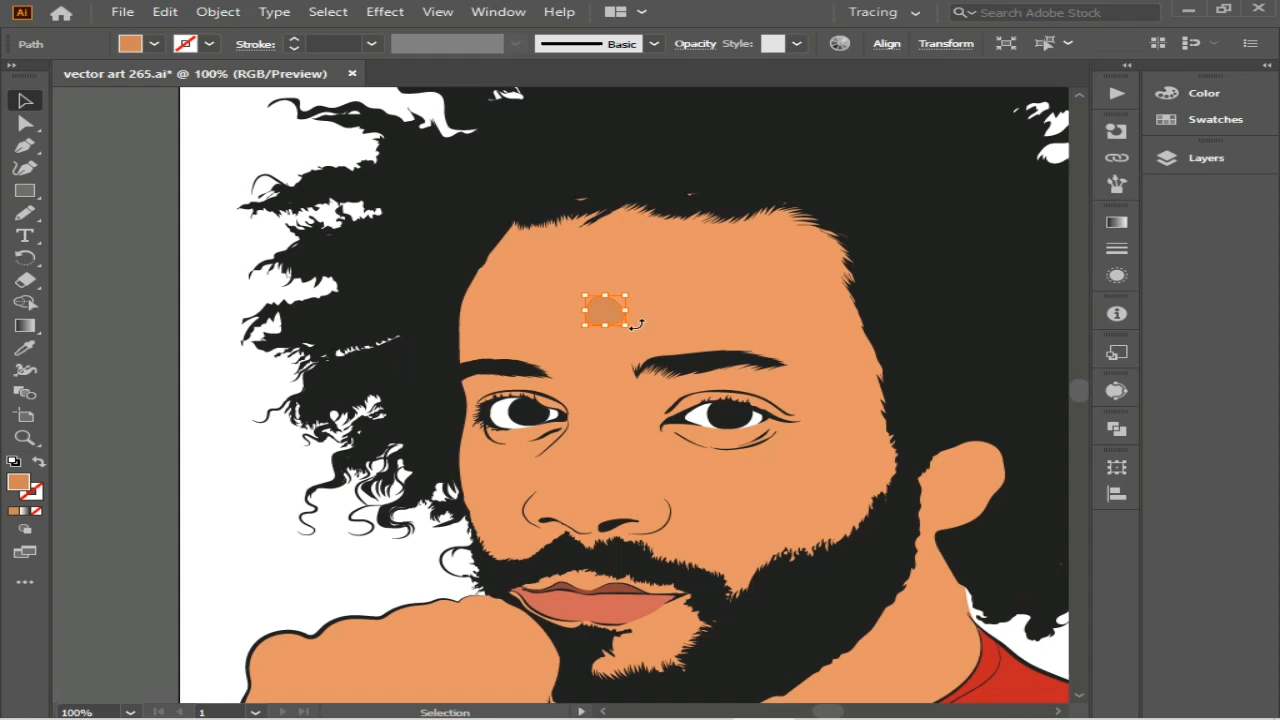 Ai File Edit Object Type Select Effect View Window Help Tracing Search Adobe Stock
Path Stroke: Basic Opacity Style: Align Transform
vector art 265.ai* @ 100% (RGB/Preview) ×
Color
Swatches
Layers
T
100% 1 Selection